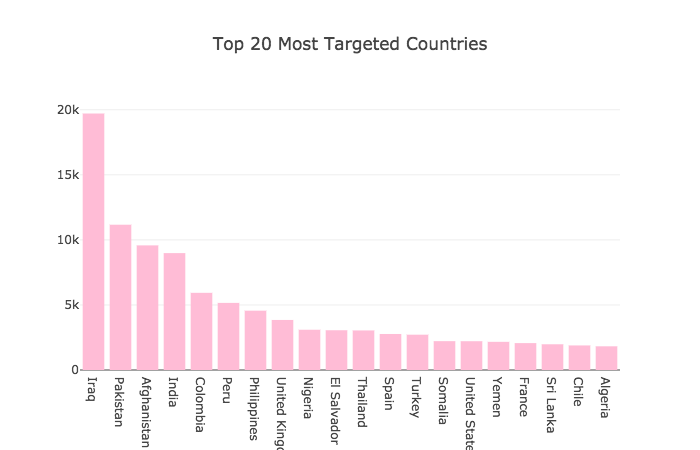 Top 20 Most Targeted Countries
20k
15k
10k
5k
0
Iraq
Pakistan
Afghanistan
India
Colombia
Peru
Philippines
United Kingd
Nigeria
El Salvador
Thailand
Spain
Turkey
Somalia
United State
Yemen
France
Sri Lanka
Chile
Algeria